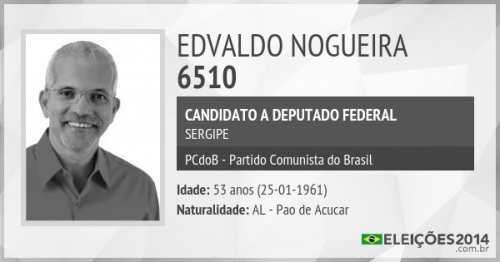 EDVALDO NOGUEIRA
6510
CANDIDATO A DEPUTADO FEDERAL
SERGIPE
PCdoB - Partido Comunista do Brasil
Idade: 53 anos (25-01-1961)
Naturalidade: AL - Pao de Acucar
ELEIÇÕES2014
.com.br